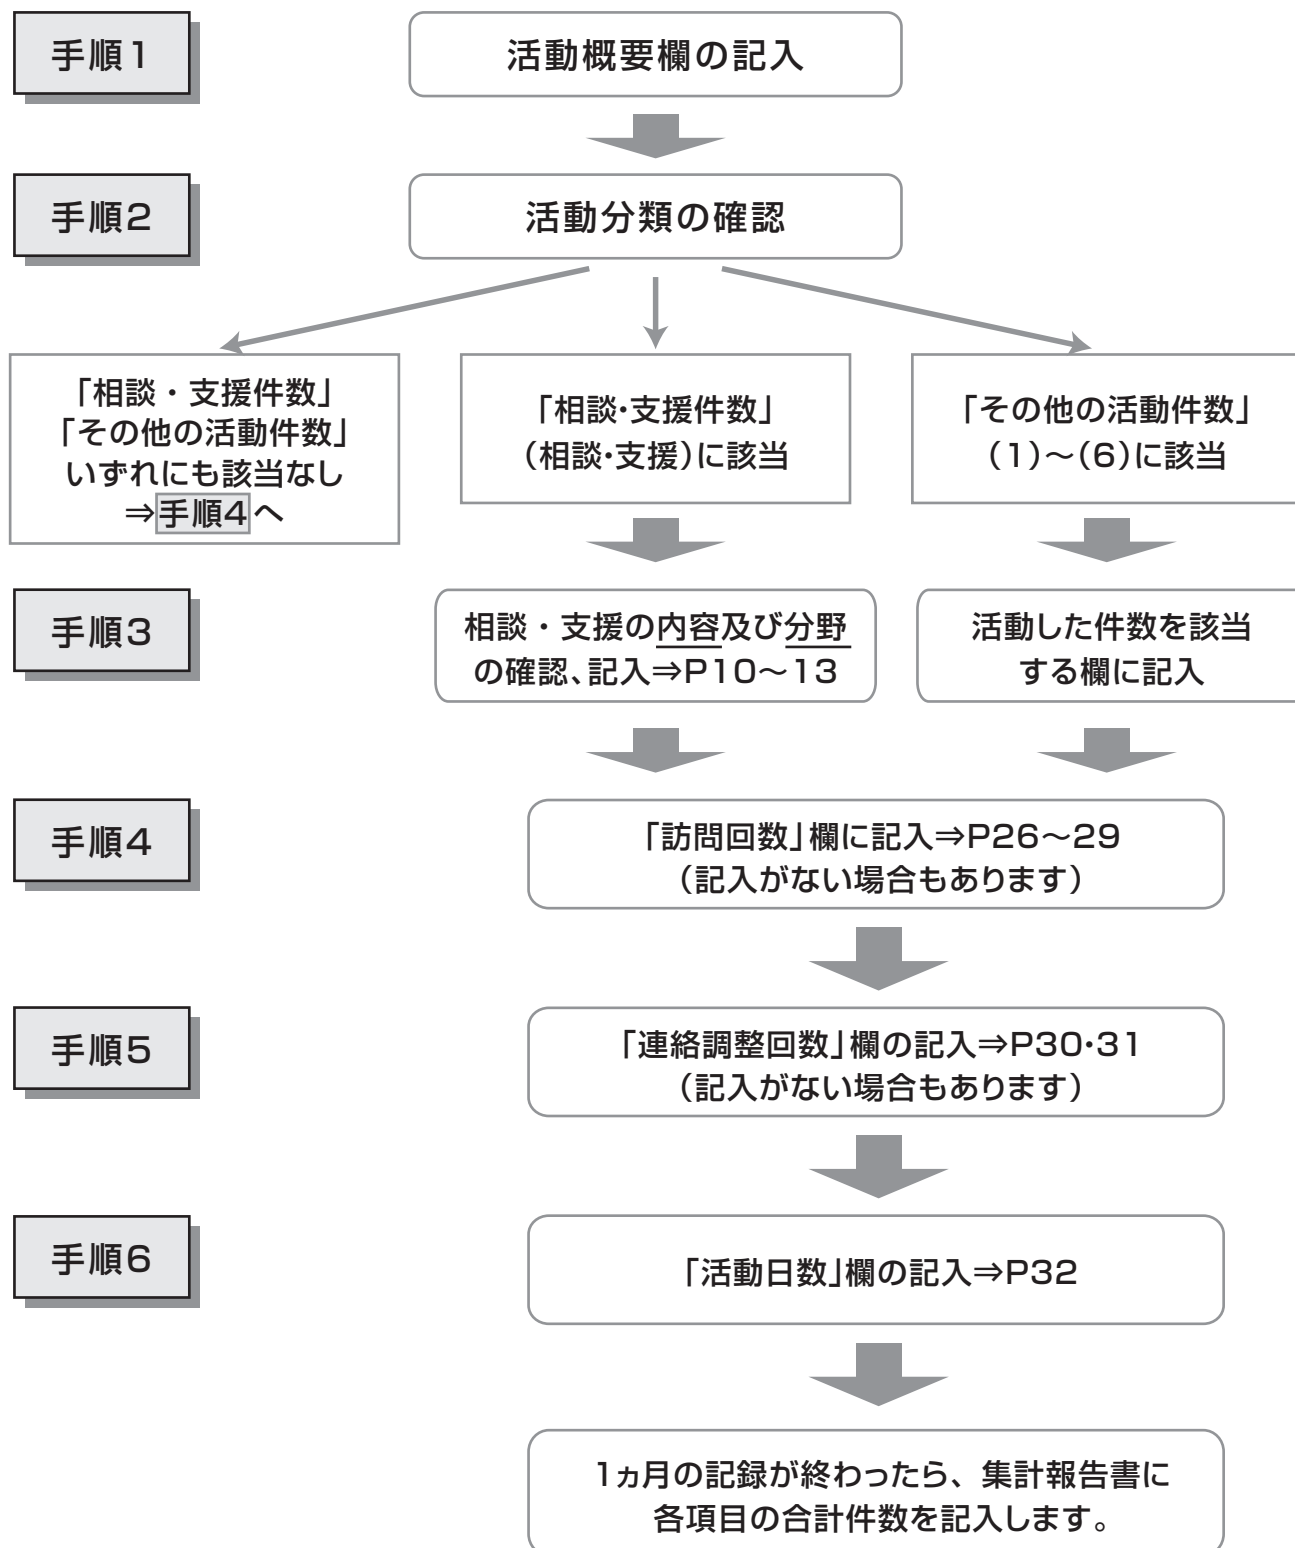 手順1
活動概要欄の記入
手順2
活動分類の確認
「相談・支援件数」
「その他の活動件数」
いずれにも該当なし
⇒手順4へ
「相談・支援件数」
（相談・支援）に該当
「その他の活動件数」
（1）～（6）に該当
手順3
相談・支援の内容及び分野
の確認、記入⇒P10～13
活動した件数を該当
する欄に記入
手順4
「訪問回数」欄に記入⇒P26～29
（記入がない場合もあります）
手順5
「連絡調整回数」欄の記入⇒P30・31
（記入がない場合もあります）
手順6
「活動日数」欄の記入⇒P32
1ヵ月の記録が終わったら、集計報告書に
各項目の合計件数を記入します。